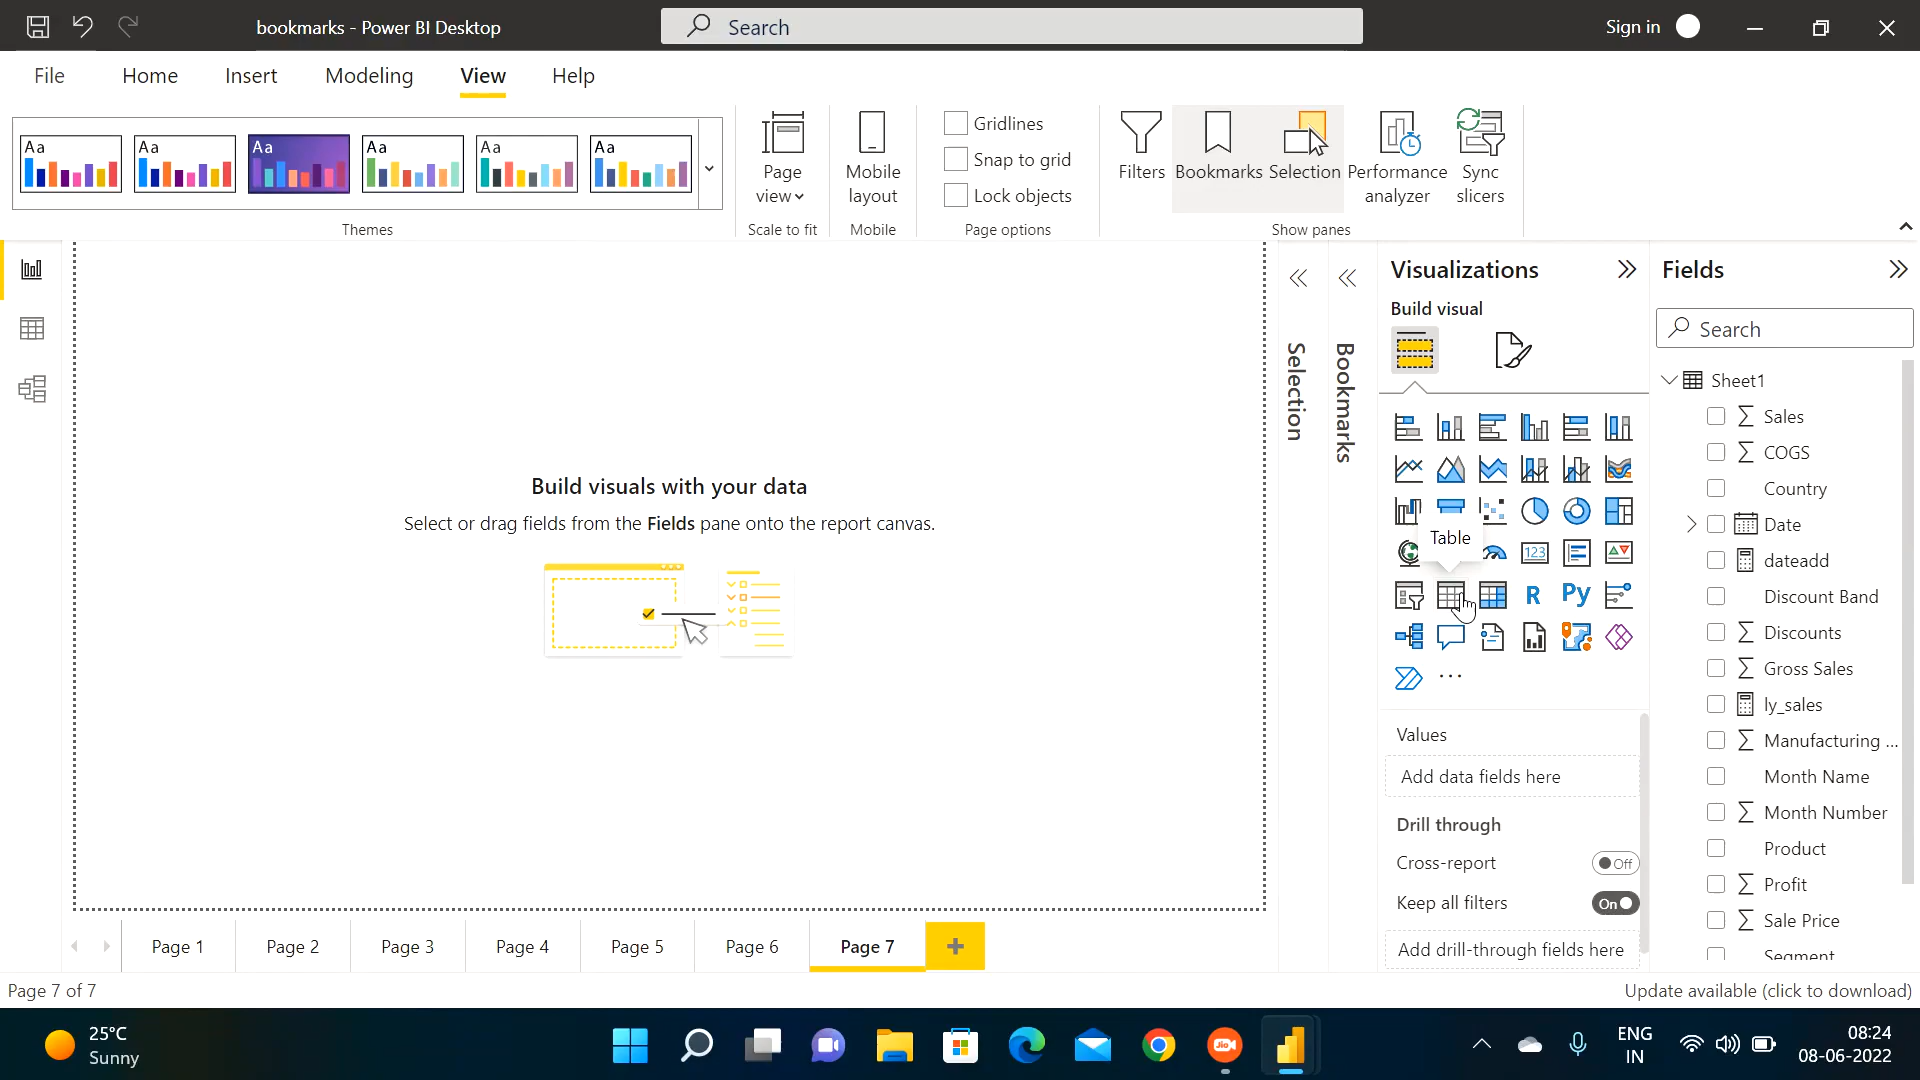 bookmarks - Power BI Desktop
Search
Sign in
File
Home
Insert
Modeling
View
Help
Aa
Aa
Aa
Aa
Aa
Aa
Themes
Page view
Scale to fit
Mobile layout
Mobile
Gridlines
Snap to grid
Lock objects
Page options
Filters
Bookmarks
Selection
Performance analyzer
Sync slicers
Show panes
Build visuals with your data
Select or drag fields from the Fields pane onto the report canvas.
Selection
Bookmarks
Visualizations
Build visual
Table
123
R
Py
Values
Add data fields here
Drill through
Cross-report
Off
Keep all filters
On
Add drill-through fields here
Fields
Search
Sheet1
Sales
COGS
Country
Date
dateadd
Discount Band
Discounts
Gross Sales
ly_sales
Manufacturing ...
Month Name
Month Number
Product
Profit
Sale Price
Segment
Page 1
Page 2
Page 3
Page 4
Page 5
Page 6
Page 7
Page 7 of 7
Update available (click to download)
25°C
Sunny
Jio
ENG
IN
08:24
08-06-2022